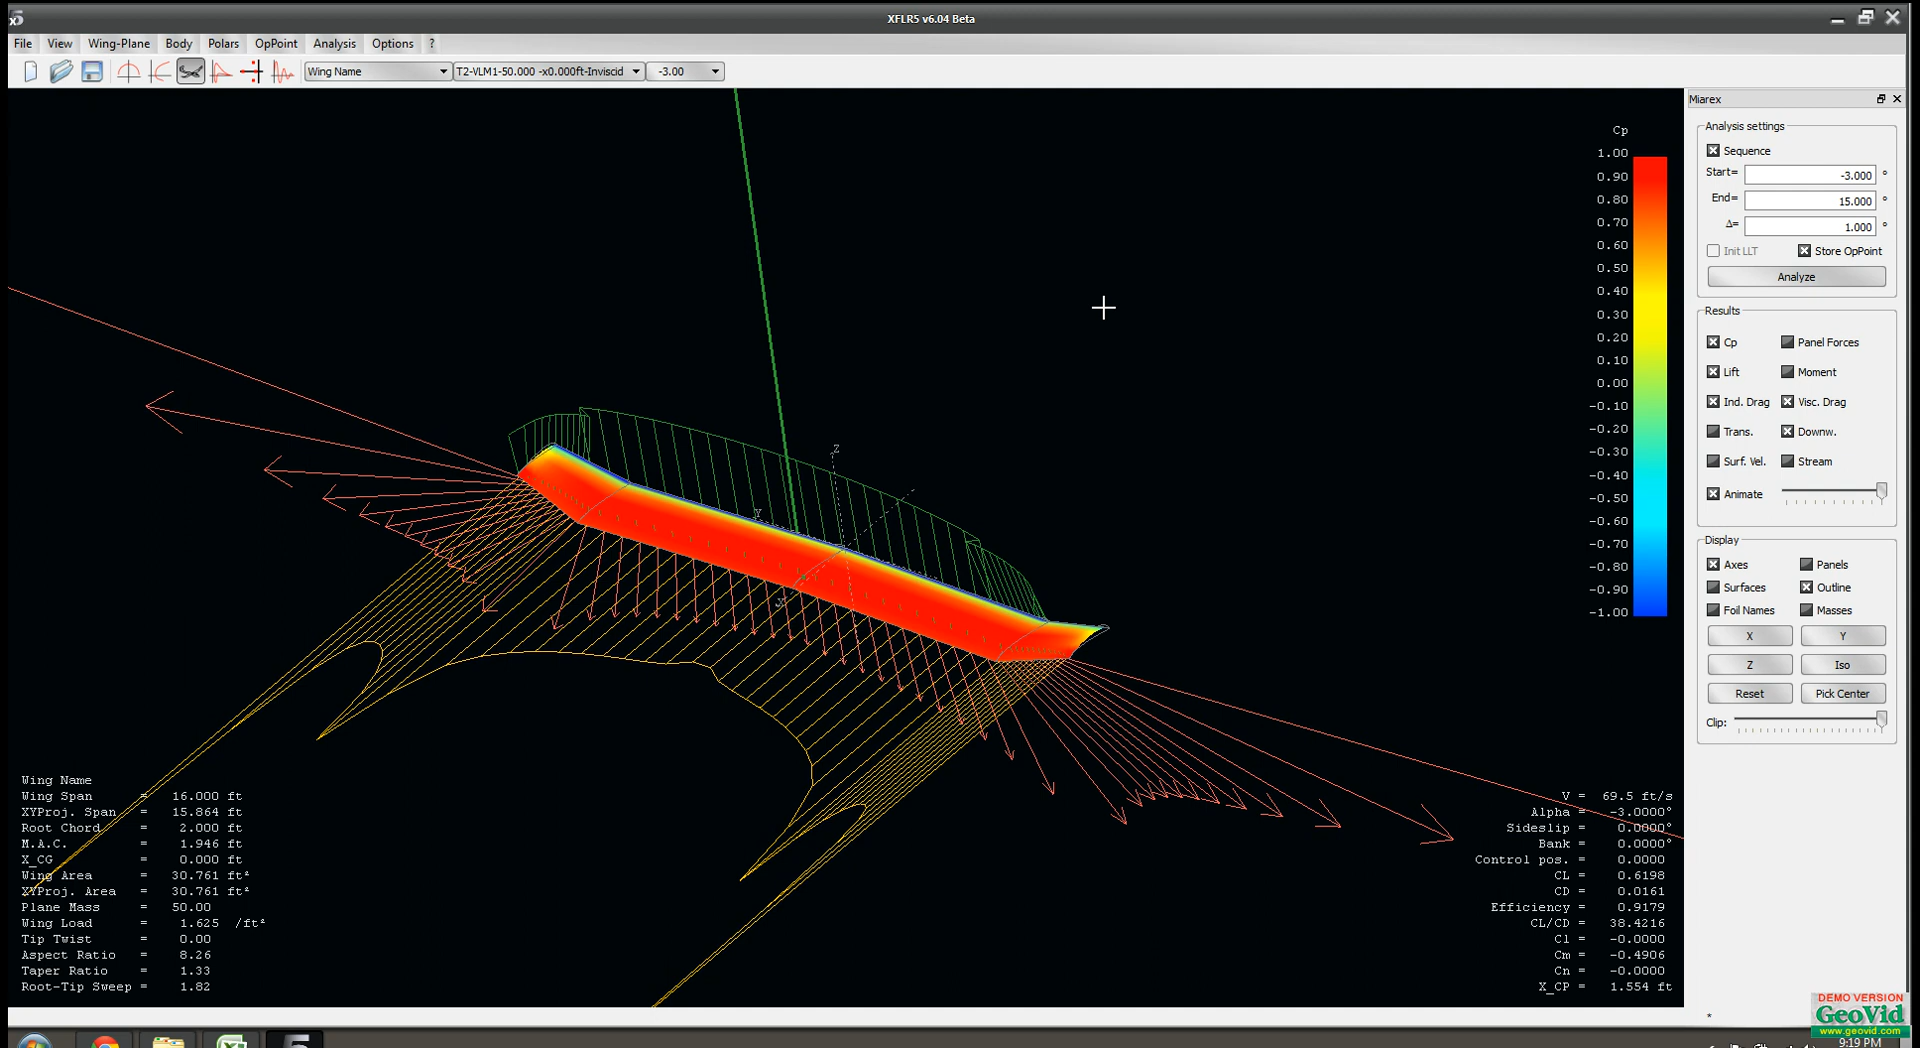 XFLR5 v6.04 Beta
File View Wing-Plane Body Polars OpPoint Analysis Options ?
Wing Name T2-VLM1-50.000 -x0.000ft-Inviscid -3.00
Miarex
Analysis settings
Sequence
Start= -3.000 °
End= 15.000 °
Δ= 1.000 °
Init LLT Store OpPoint
Analyze
Results
Cp Panel Forces
Lift Moment
Ind. Drag Visc. Drag
Trans. Downw.
Surf. Vel. Stream
Animate
Display
Axes Panels
Surfaces Outline
Foil Names Masses
X Y
Z Iso
Reset Pick Center
Clip:
Cp
1.00
0.90
0.80
0.70
0.60
0.50
0.40
0.30
0.20
0.10
0.00
-0.10
-0.20
-0.30
-0.40
-0.50
-0.60
-0.70
-0.80
-0.90
-1.00
Z
Y
X
Wing Name
Wing Span = 16.000 ft
XYProj. Span = 15.864 ft
Root Chord = 2.000 ft
M.A.C. = 1.946 ft
X_CG = 0.000 ft
Wing Area = 30.761 ft²
XYProj. Area = 30.761 ft²
Plane Mass = 50.00
Wing Load = 1.625 /ft²
Tip Twist = 0.00
Aspect Ratio = 8.26
Taper Ratio = 1.33
Root-Tip Sweep = 1.82
V = 69.5 ft/s
Alpha = -3.0000°
Sideslip = 0.0000°
Bank = 0.0000°
Control pos. = 0.0000
CL = 0.6198
CD = 0.0161
Efficiency = 0.9179
CL/CD = 38.4216
Cl = -0.0000
Cm = -0.4906
Cn = -0.0000
X_CP = 1.554 ft
*
DEMO VERSION
GeoVid
www.geovid.com
9:19 PM